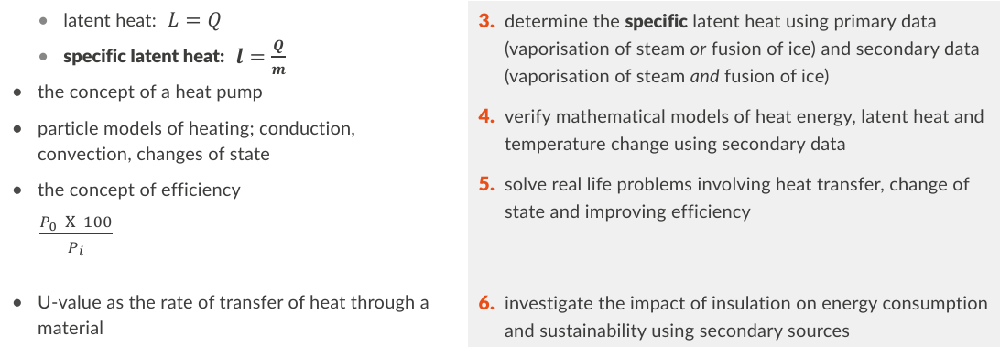 • latent heat: L = Q
• specific latent heat: l = Q/m
• the concept of a heat pump
• particle models of heating; conduction,
convection, changes of state
• the concept of efficiency
P₀ X 100
Pᵢ
• U-value as the rate of transfer of heat through a
material
3. determine the specific latent heat using primary data
(vaporisation of steam or fusion of ice) and secondary data
(vaporisation of steam and fusion of ice)
4. verify mathematical models of heat energy, latent heat and
temperature change using secondary data
5. solve real life problems involving heat transfer, change of
state and improving efficiency
6. investigate the impact of insulation on energy consumption
and sustainability using secondary sources